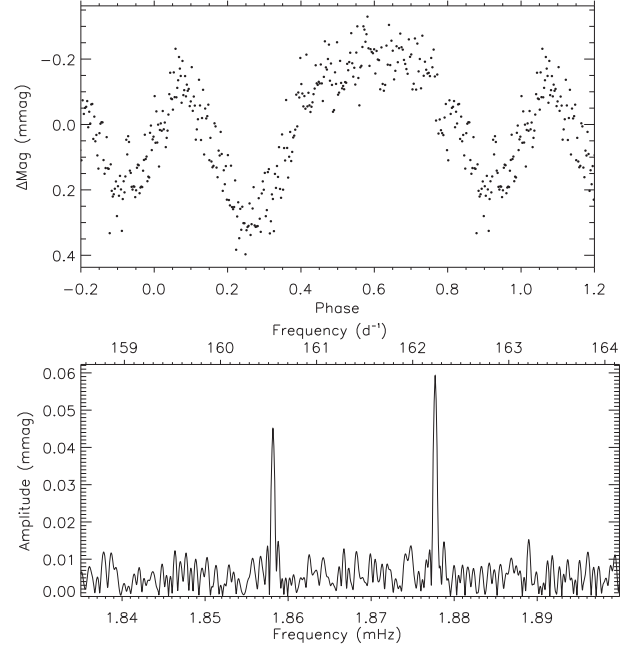 -0.2
0.0
0.2
0.4
ΔMag (mmag)
-0.2 0.0 0.2 0.4 0.6 0.8 1.0 1.2
Phase
Frequency (d⁻¹)
159 160 161 162 163 164
0.06
0.05
0.04
0.03
0.02
0.01
0.00
Amplitude (mmag)
1.84 1.85 1.86 1.87 1.88 1.89
Frequency (mHz)